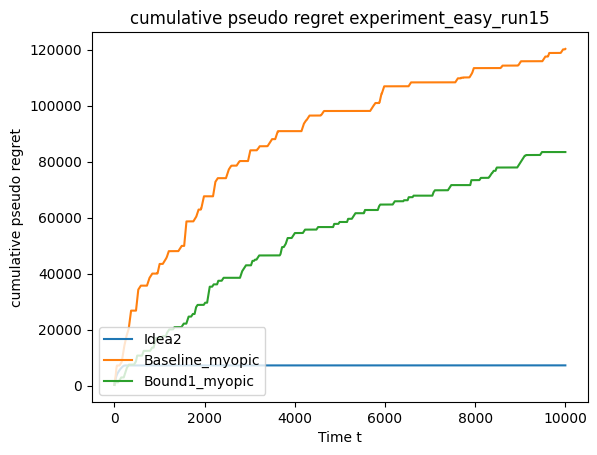 cumulative pseudo regret experiment_easy_run15
cumulative pseudo regret
120000
100000
80000
60000
40000
20000
0
Idea2
Baseline_myopic
Bound1_myopic
0
2000
4000
6000
8000
10000
Time t